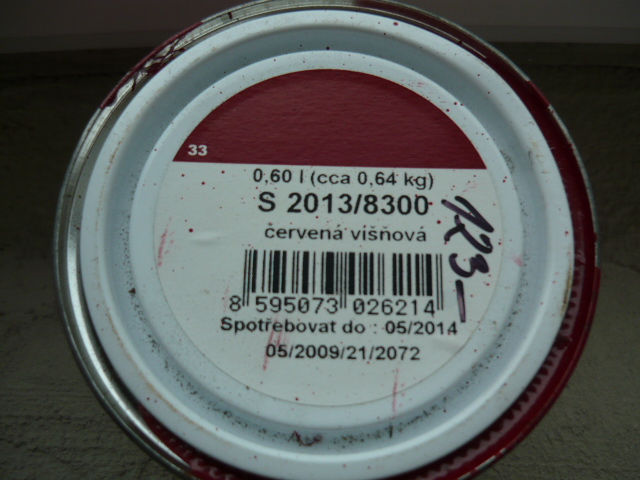 33
0,60 l (cca 0,64 kg)
S 2013/8300
červená višňová
123-
8 595073 026214
Spotřebovat do : 05/2014
05/2009/21/2072